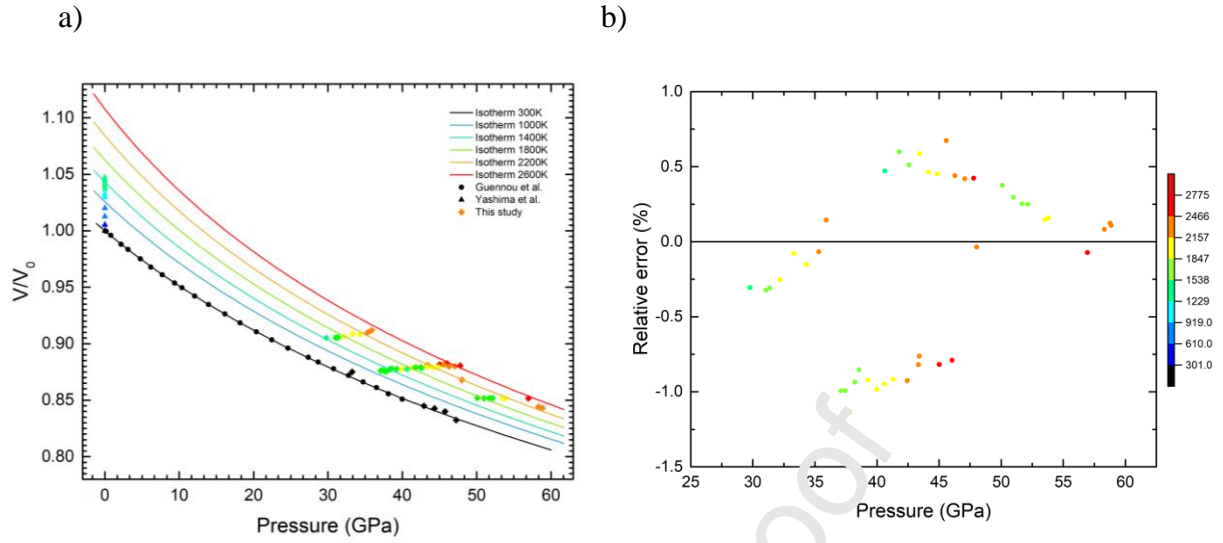 a)
b)
1.10
1.05
1.00
0.95
0.90
0.85
0.80
V/V0
0
10
20
30
40
50
60
Pressure (GPa)
Isotherm 300K
Isotherm 1000K
Isotherm 1400K
Isotherm 1800K
Isotherm 2200K
Isotherm 2600K
Guennou et al.
Yashima et al.
This study
1.0
0.5
0.0
-0.5
-1.0
-1.5
Relative error (%)
25
30
35
40
45
50
55
60
Pressure (GPa)
2775
2466
2157
1847
1538
1229
919.0
610.0
301.0
oof